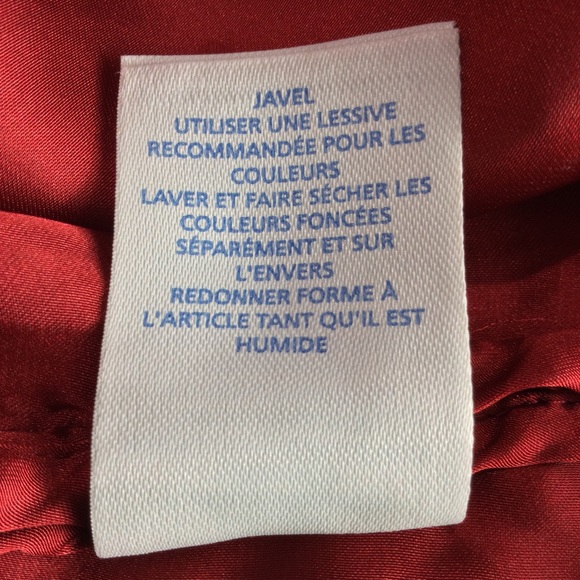 JAVEL
UTILISER UNE LESSIVE
RECOMMANDÉE POUR LES
COULEURS
LAVER ET FAIRE SÉCHER LES
COULEURS FONCÉES
SÉPARÉMENT ET SUR
L'ENVERS
REDONNER FORME À
L'ARTICLE TANT QU'IL EST
HUMIDE